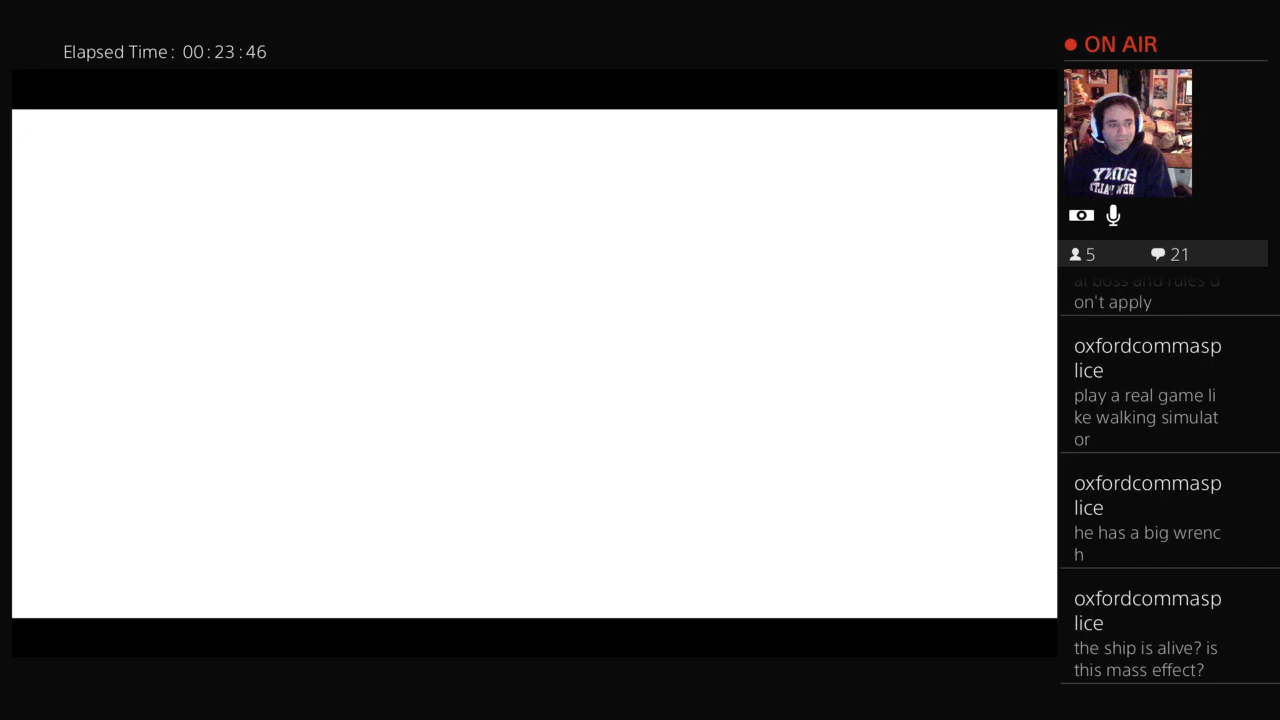 Elapsed Time: 00:23:46
ON AIR
5
21
on't apply
oxfordcommasp
lice
play a real game li
ke walking simulat
or
oxfordcommasp
lice
he has a big wrenc
h
oxfordcommasp
lice
the ship is alive? is
this mass effect?